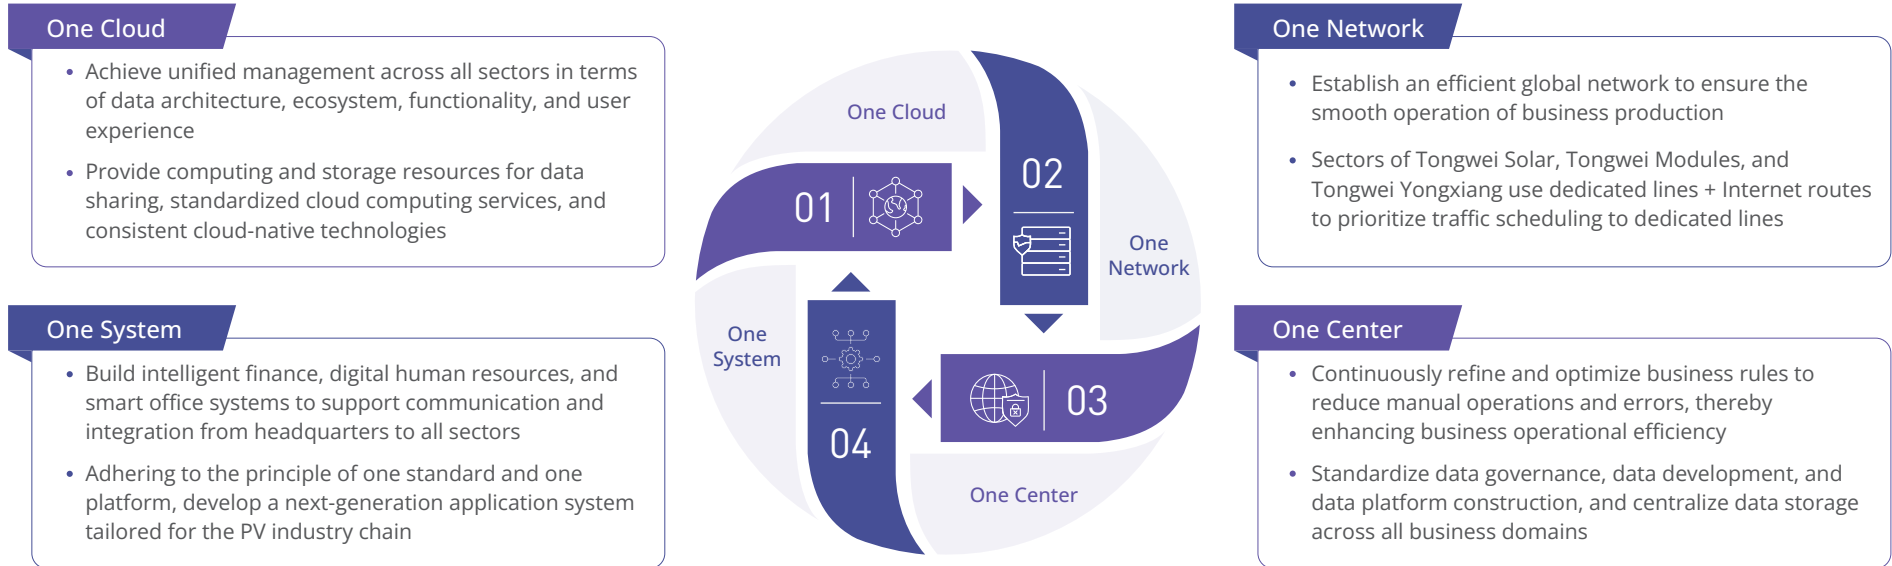 One Cloud
• Achieve unified management across all sectors in terms
of data architecture, ecosystem, functionality, and user
experience
• Provide computing and storage resources for data
sharing, standardized cloud computing services, and
consistent cloud-native technologies
One System
• Build intelligent finance, digital human resources, and
smart office systems to support communication and
integration from headquarters to all sectors
• Adhering to the principle of one standard and one
platform, develop a next-generation application system
tailored for the PV industry chain
One Cloud
01
02
One
Network
One
System
03
04
One Center
One Network
• Establish an efficient global network to ensure the
smooth operation of business production
• Sectors of Tongwei Solar, Tongwei Modules, and
Tongwei Yongxiang use dedicated lines + Internet routes
to prioritize traffic scheduling to dedicated lines
One Center
• Continuously refine and optimize business rules to
reduce manual operations and errors, thereby
enhancing business operational efficiency
• Standardize data governance, data development, and
data platform construction, and centralize data storage
across all business domains